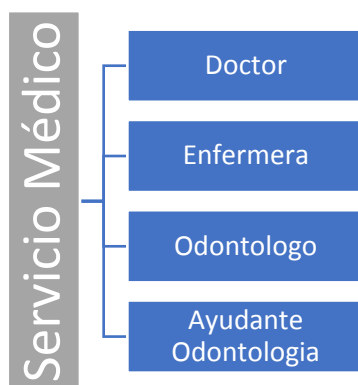 Servicio Médico
Doctor
Enfermera
Odontologo
Ayudante
Odontologia